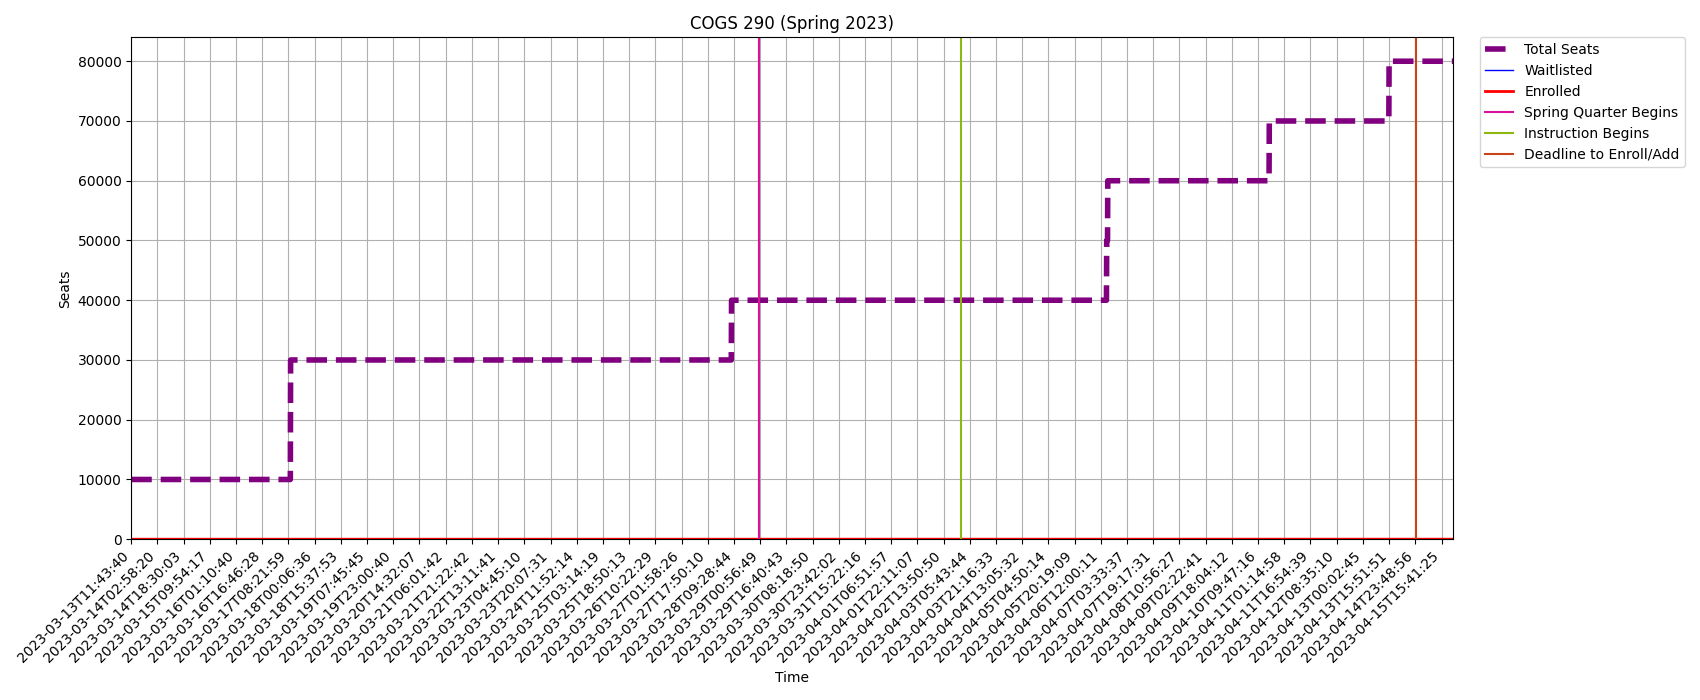 COGS 290 (Spring 2023)
Total Seats
Waitlisted
Enrolled
Spring Quarter Begins
Instruction Begins
Deadline to Enroll/Add
80000
70000
60000
50000
40000
30000
20000
10000
0
Seats
2023-03-13T11:43:40
2023-03-14T02:58:20
2023-03-14T18:30:03
2023-03-15T09:54:17
2023-03-16T01:10:40
2023-03-16T16:46:28
2023-03-17T08:21:59
2023-03-18T00:06:36
2023-03-18T15:37:53
2023-03-19T07:45:45
2023-03-19T23:00:40
2023-03-20T14:32:07
2023-03-21T06:01:42
2023-03-21T21:22:42
2023-03-22T13:11:41
2023-03-23T04:45:10
2023-03-23T20:07:31
2023-03-24T11:52:14
2023-03-25T03:14:19
2023-03-25T18:50:13
2023-03-26T10:22:29
2023-03-27T01:58:26
2023-03-27T17:50:10
2023-03-28T09:28:44
2023-03-29T00:56:49
2023-03-29T16:40:43
2023-03-30T08:18:50
2023-03-30T23:42:02
2023-03-31T15:22:16
2023-04-01T06:51:57
2023-04-01T22:11:07
2023-04-02T13:50:50
2023-04-03T05:43:44
2023-04-03T21:16:33
2023-04-04T13:05:32
2023-04-05T04:50:14
2023-04-05T20:19:09
2023-04-06T12:00:11
2023-04-07T03:33:37
2023-04-07T19:17:31
2023-04-08T10:56:27
2023-04-09T02:22:41
2023-04-09T18:04:12
2023-04-10T09:47:16
2023-04-11T01:14:58
2023-04-11T16:54:39
2023-04-12T08:35:10
2023-04-13T00:02:45
2023-04-13T15:51:51
2023-04-14T23:48:56
2023-04-15T15:41:25
Time